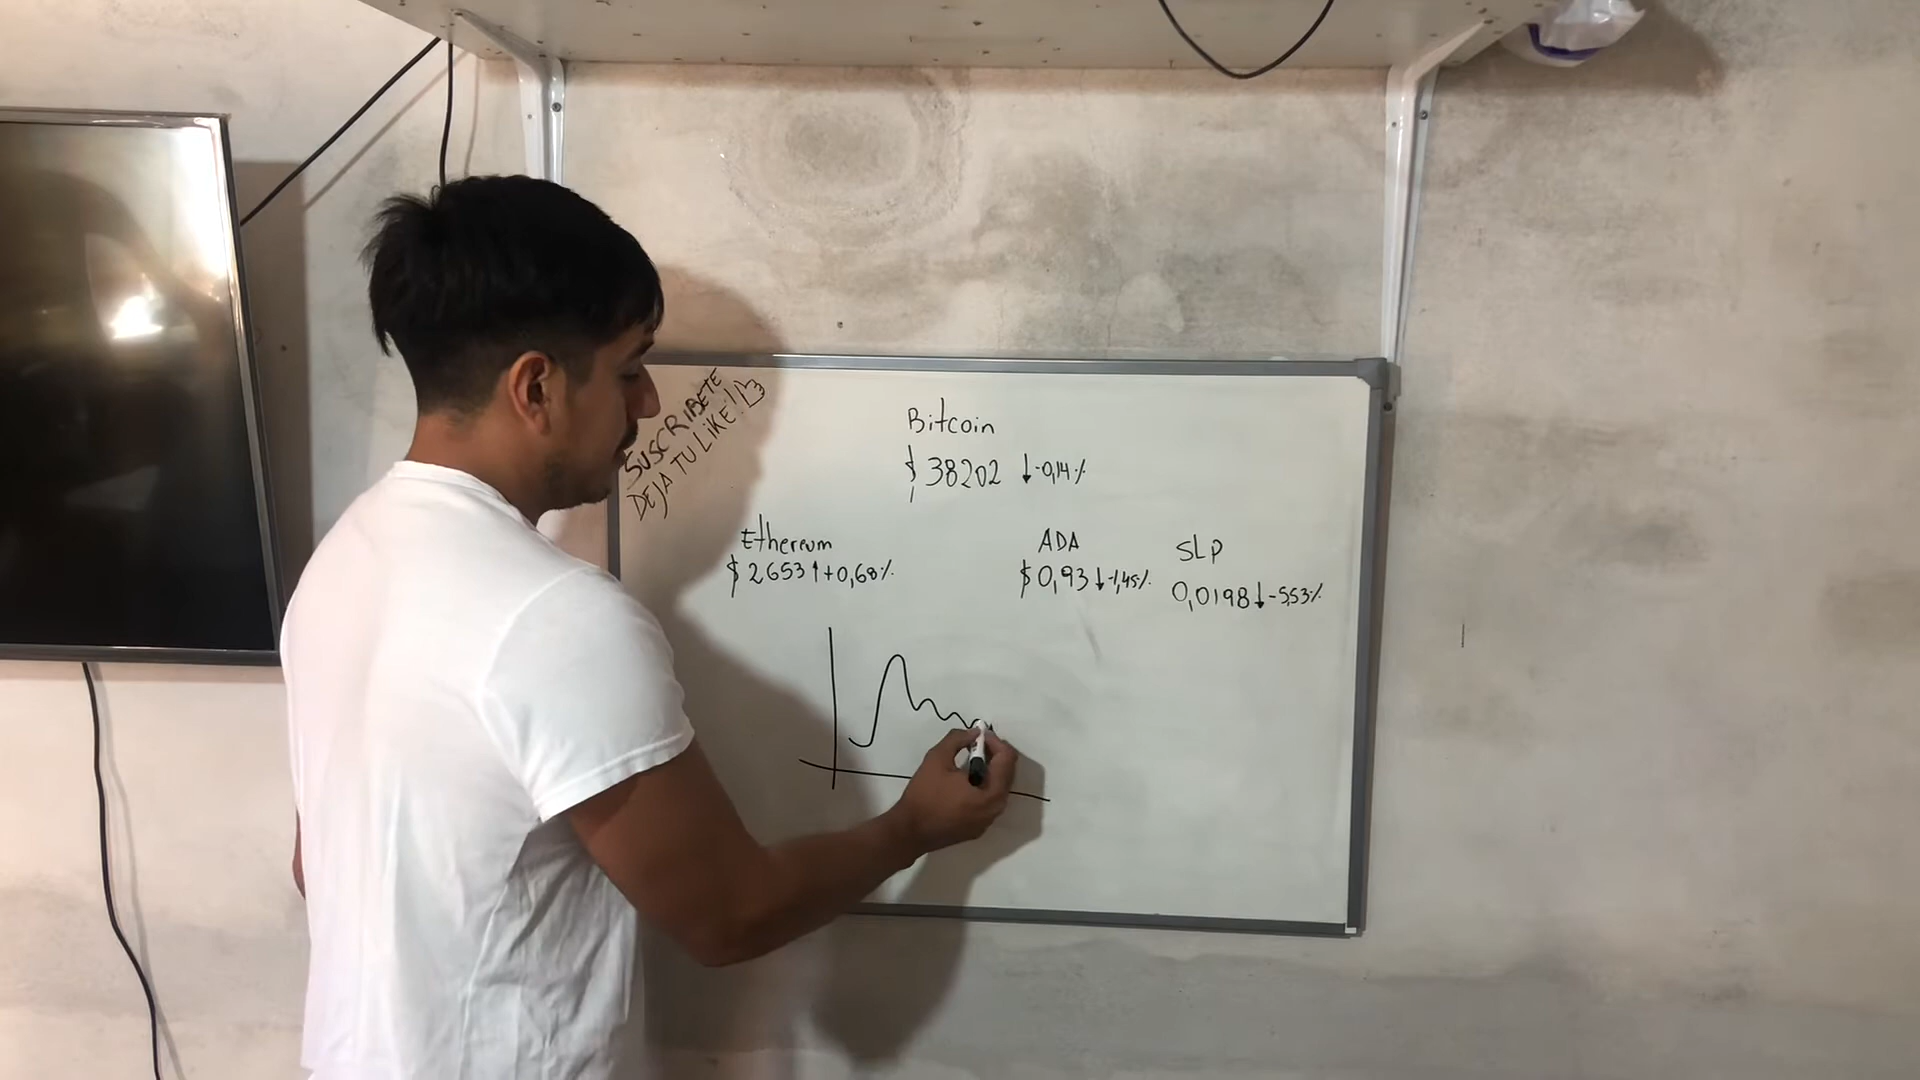 SUSCRIBETE
DEJA TU LIKE!
Bitcoin
$ 38202 ↓-0,14%
Ethereum
$ 2653↑+0,68%
ADA
$0,93↓-1,45%
SLP
0,0198↓-5,53%